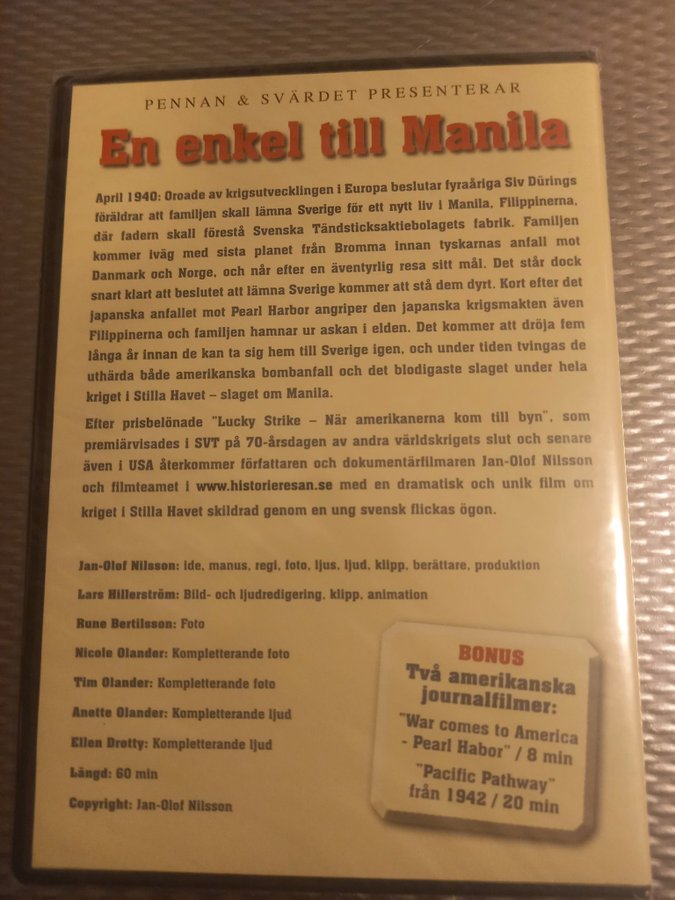 PENNAN & SVÄRDET PRESENTERAR
En enkel till Manila
April 1940: Oroade av krigsutvecklingen i Europa beslutar fyraåriga Siv Dürings
föräldrar att familjen skall lämna Sverige för ett nytt liv i Manila, Filippinerna,
där fadern skall förestå Svenska Tändsticksaktiebolagets fabrik. Familjen
kommer iväg med sista planet från Bromma innan tyskarnas anfall mot
Danmark och Norge, och når efter en äventyrlig resa sitt mål. Det står dock
snart klart att beslutet att lämna Sverige kommer att stå dem dyrt. Kort efter det
japanska anfallet mot Pearl Harbor angriper den japanska krigsmakten även
Filippinerna och familjen hamnar ur askan i elden. Det kommer att dröja fem
långa år innan de kan ta sig hem till Sverige igen, och under tiden tvingas de
uthärda både amerikanska bombanfall och det blodigaste slaget under hela
kriget i Stilla Havet – slaget om Manila.
Efter prisbelönade "Lucky Strike – När amerikanerna kom till byn", som
premiärvisades i SVT på 70-årsdagen av andra världskrigets slut och senare
även i USA återkommer författaren och dokumentärfilmaren Jan-Olof Nilsson
och filmteamet i www.historieresan.se med en dramatisk och unik film om
kriget i Stilla Havet skildrad genom en ung svensk flickas ögon.
Jan-Olof Nilsson: ide, manus, regi, foto, ljus, ljud, klipp, berättare, produktion
Lars Hillerström: Bild- och ljudredigering, klipp, animation
Rune Bertilsson: Foto
Nicole Olander: Kompletterande foto
Tim Olander: Kompletterande foto
Anette Olander: Kompletterande ljud
Ellen Drotty: Kompletterande ljud
Längd: 60 min
Copyright: Jan-Olof Nilsson
BONUS
Två amerikanska
journalfilmer:
"War comes to America
- Pearl Habor" / 8 min
"Pacific Pathway"
från 1942 / 20 min